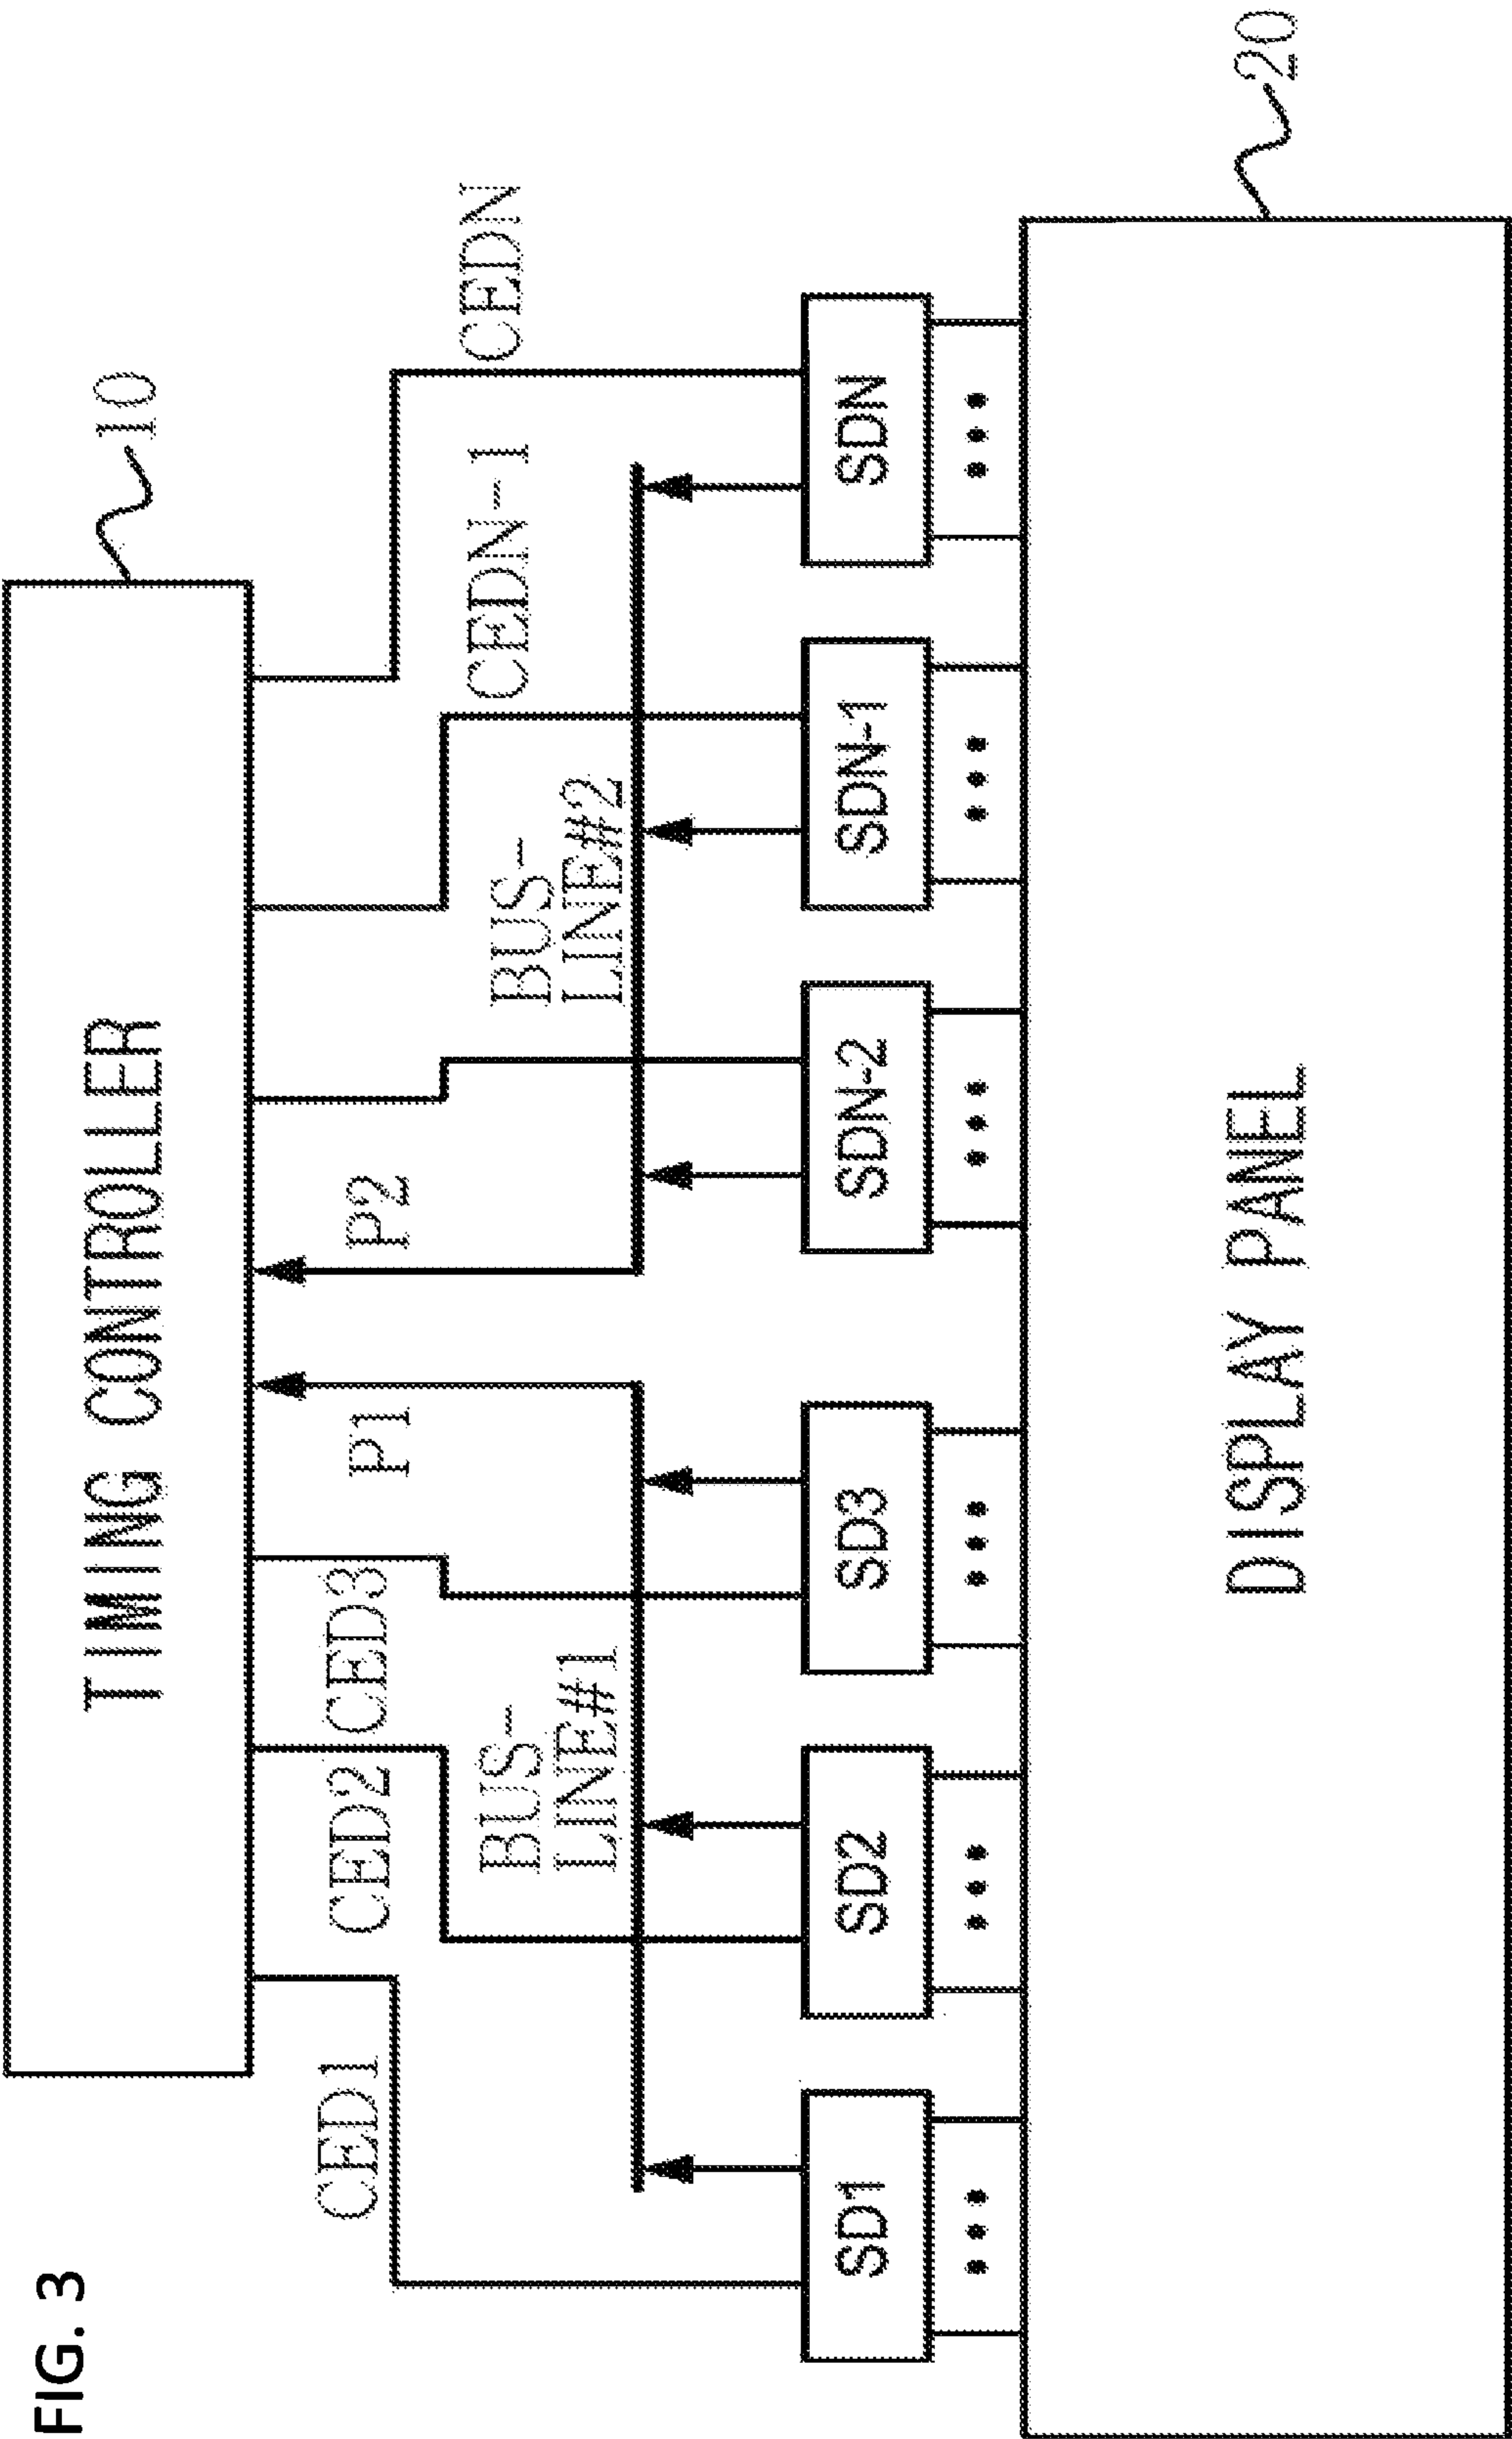 FIG. 3
TIMING CONTROLLER
10
CED1
CED2
CED3
P1
P2
CEDN-1
CEDN
BUS-
LINE#1
BUS-
LINE#2
SD1
SD2
SD3
SDN-2
SDN-1
SDN
DISPLAY PANEL
20